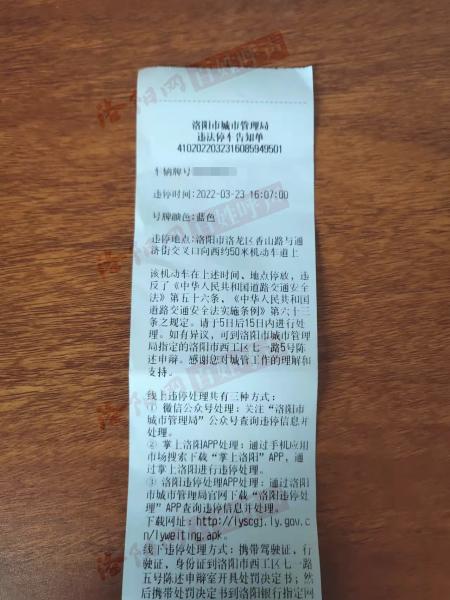 洛阳市城市管理局
违法停车告知单
4102022032316085949501
车辆牌号
违停时间:2022-03-23 16:07:00
号牌颜色:蓝色
违停地点:洛阳市洛龙区香山路与通
济街交叉口向西约50米机动车道上
该机动车在上述时间，地点停放，违
反了《中华人民共和国道路交通安全
法》第五十六条，《中华人民共和国
道路交通安全法实施条例》第六十三
条之规定。请于5日后15日内进行处
理。如有异议，可到洛阳市城市管理
局指定的洛阳市西工区七一路5号陈
述申辩。感谢您对城管工作的理解和
支持。
线上违停处理共有三种方式：
① 微信公众号处理：关注“洛阳市
城市管理局”公众号查询违停信息并
处理。
② 掌上洛阳APP处理：通过手机应用
市场搜索下载“掌上洛阳”APP，通
过掌上洛阳进行违停处理。
③ 洛阳违停处理APP处理：通过洛阳
市城市管理局官网下载“洛阳违停处
理”APP查询违停信息并处理。
下载网址：http://lyscgj.ly.gov.c
n/lyweiting.apk。
线下违停处理方式：携带驾驶证，行
驶证，身份证到洛阳市西工区七一路
五号陈述申辩室开具处罚决定书；然
后携带处罚决定书到洛阳银行指定网
洛阳网